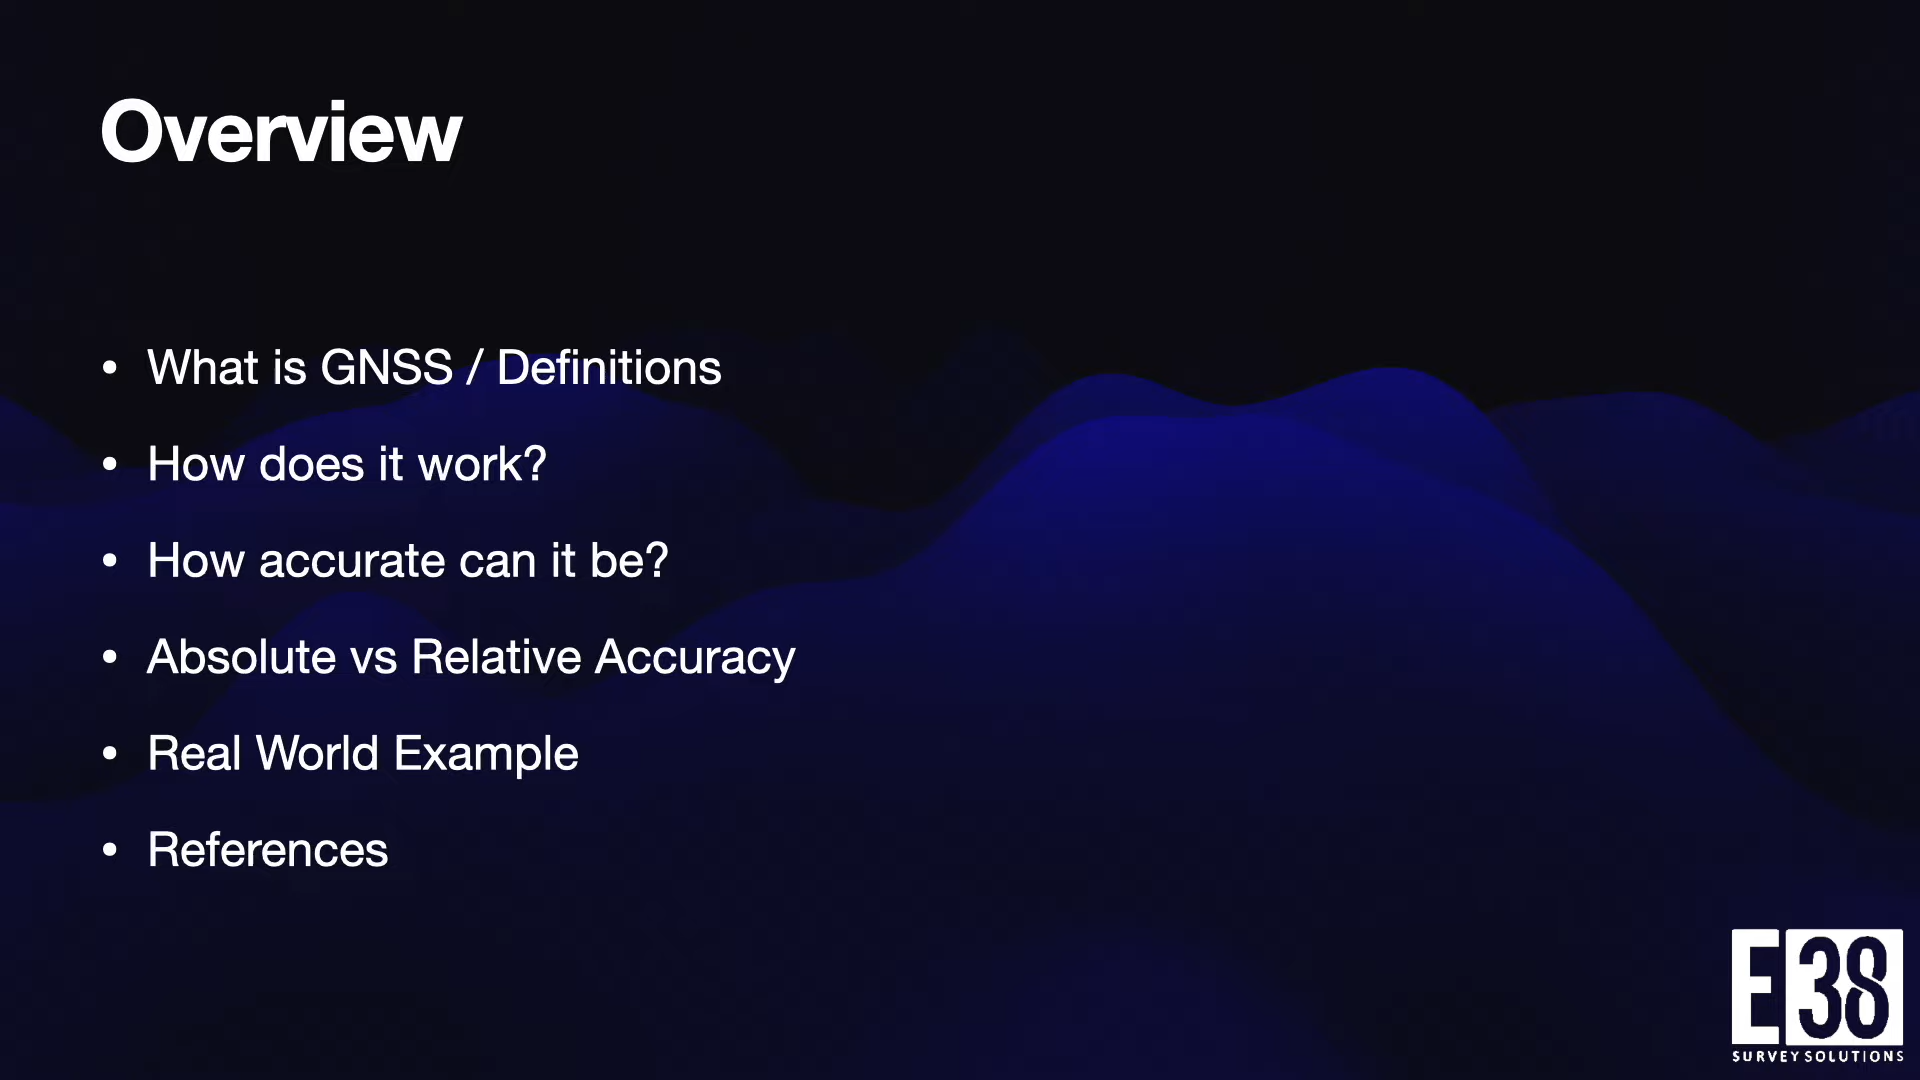 Overview
• What is GNSS / Definitions
• How does it work?
• How accurate can it be?
• Absolute vs Relative Accuracy
• Real World Example
• References
E38
SURVEY SOLUTIONS